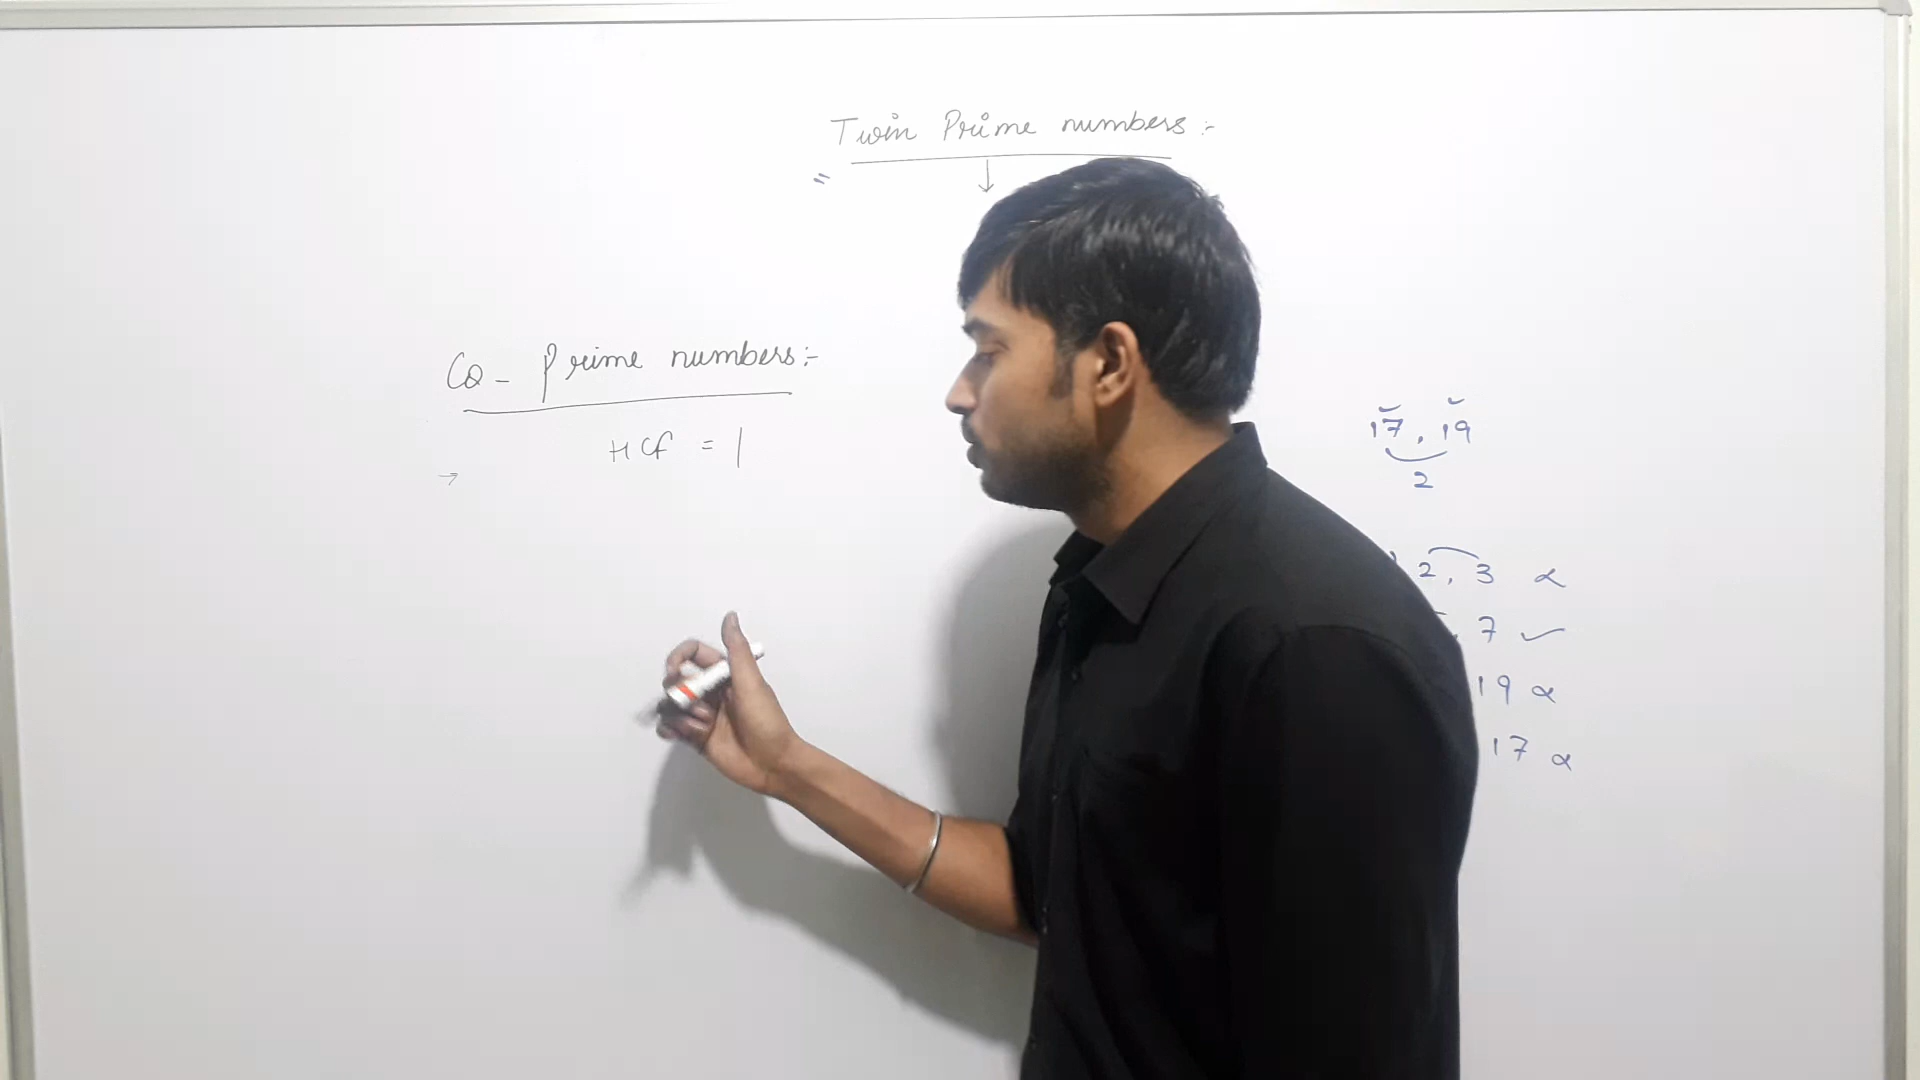 Twin Prime numbers :-
Co - Prime numbers :-
HCF = 1
17, 19
2
2, 3 ×
, 7 ✓
19 ×
17 ×